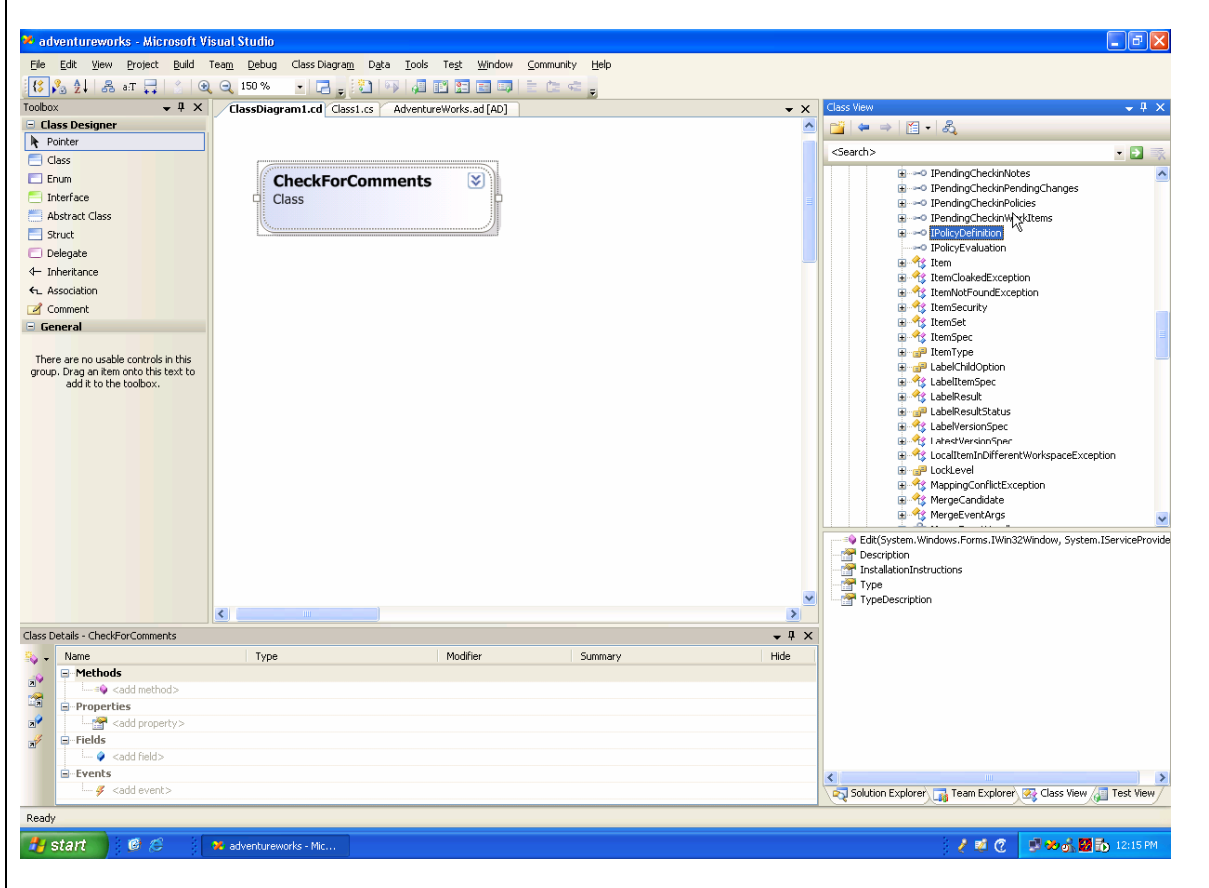 adventureworks - Microsoft Visual Studio
File Edit View Project Build Team Debug Class Diagram Data Tools Test Window Community Help
a:T 150 %
Toolbox
Class Designer
Pointer
Class
Enum
Interface
Abstract Class
Struct
Delegate
Inheritance
Association
Comment
General
There are no usable controls in this
group. Drag an item onto this text to
add it to the toolbox.
ClassDiagram1.cd Class1.cs AdventureWorks.ad [AD]
CheckForComments
Class
Class View
<Search>
IPendingCheckinNotes
IPendingCheckinPendingChanges
IPendingCheckinPolicies
IPendingCheckinWorkItems
IPolicyDefinition
IPolicyEvaluation
Item
ItemCloakedException
ItemNotFoundException
ItemSecurity
ItemSet
ItemSpec
ItemType
LabelChildOption
LabelItemSpec
LabelResult
LabelResultStatus
LabelVersionSpec
LatestVersionSpec
LocalItemInDifferentWorkspaceException
LockLevel
MappingConflictException
MergeCandidate
MergeEventArgs
Edit(System.Windows.Forms.IWin32Window, System.IServiceProvide
Description
InstallationInstructions
Type
TypeDescription
Solution Explorer Team Explorer Class View Test View
Class Details - CheckForComments
Name Type Modifier Summary Hide
Methods
<add method>
Properties
<add property>
Fields
<add field>
Events
<add event>
Ready
start adventureworks - Mic... 12:15 PM